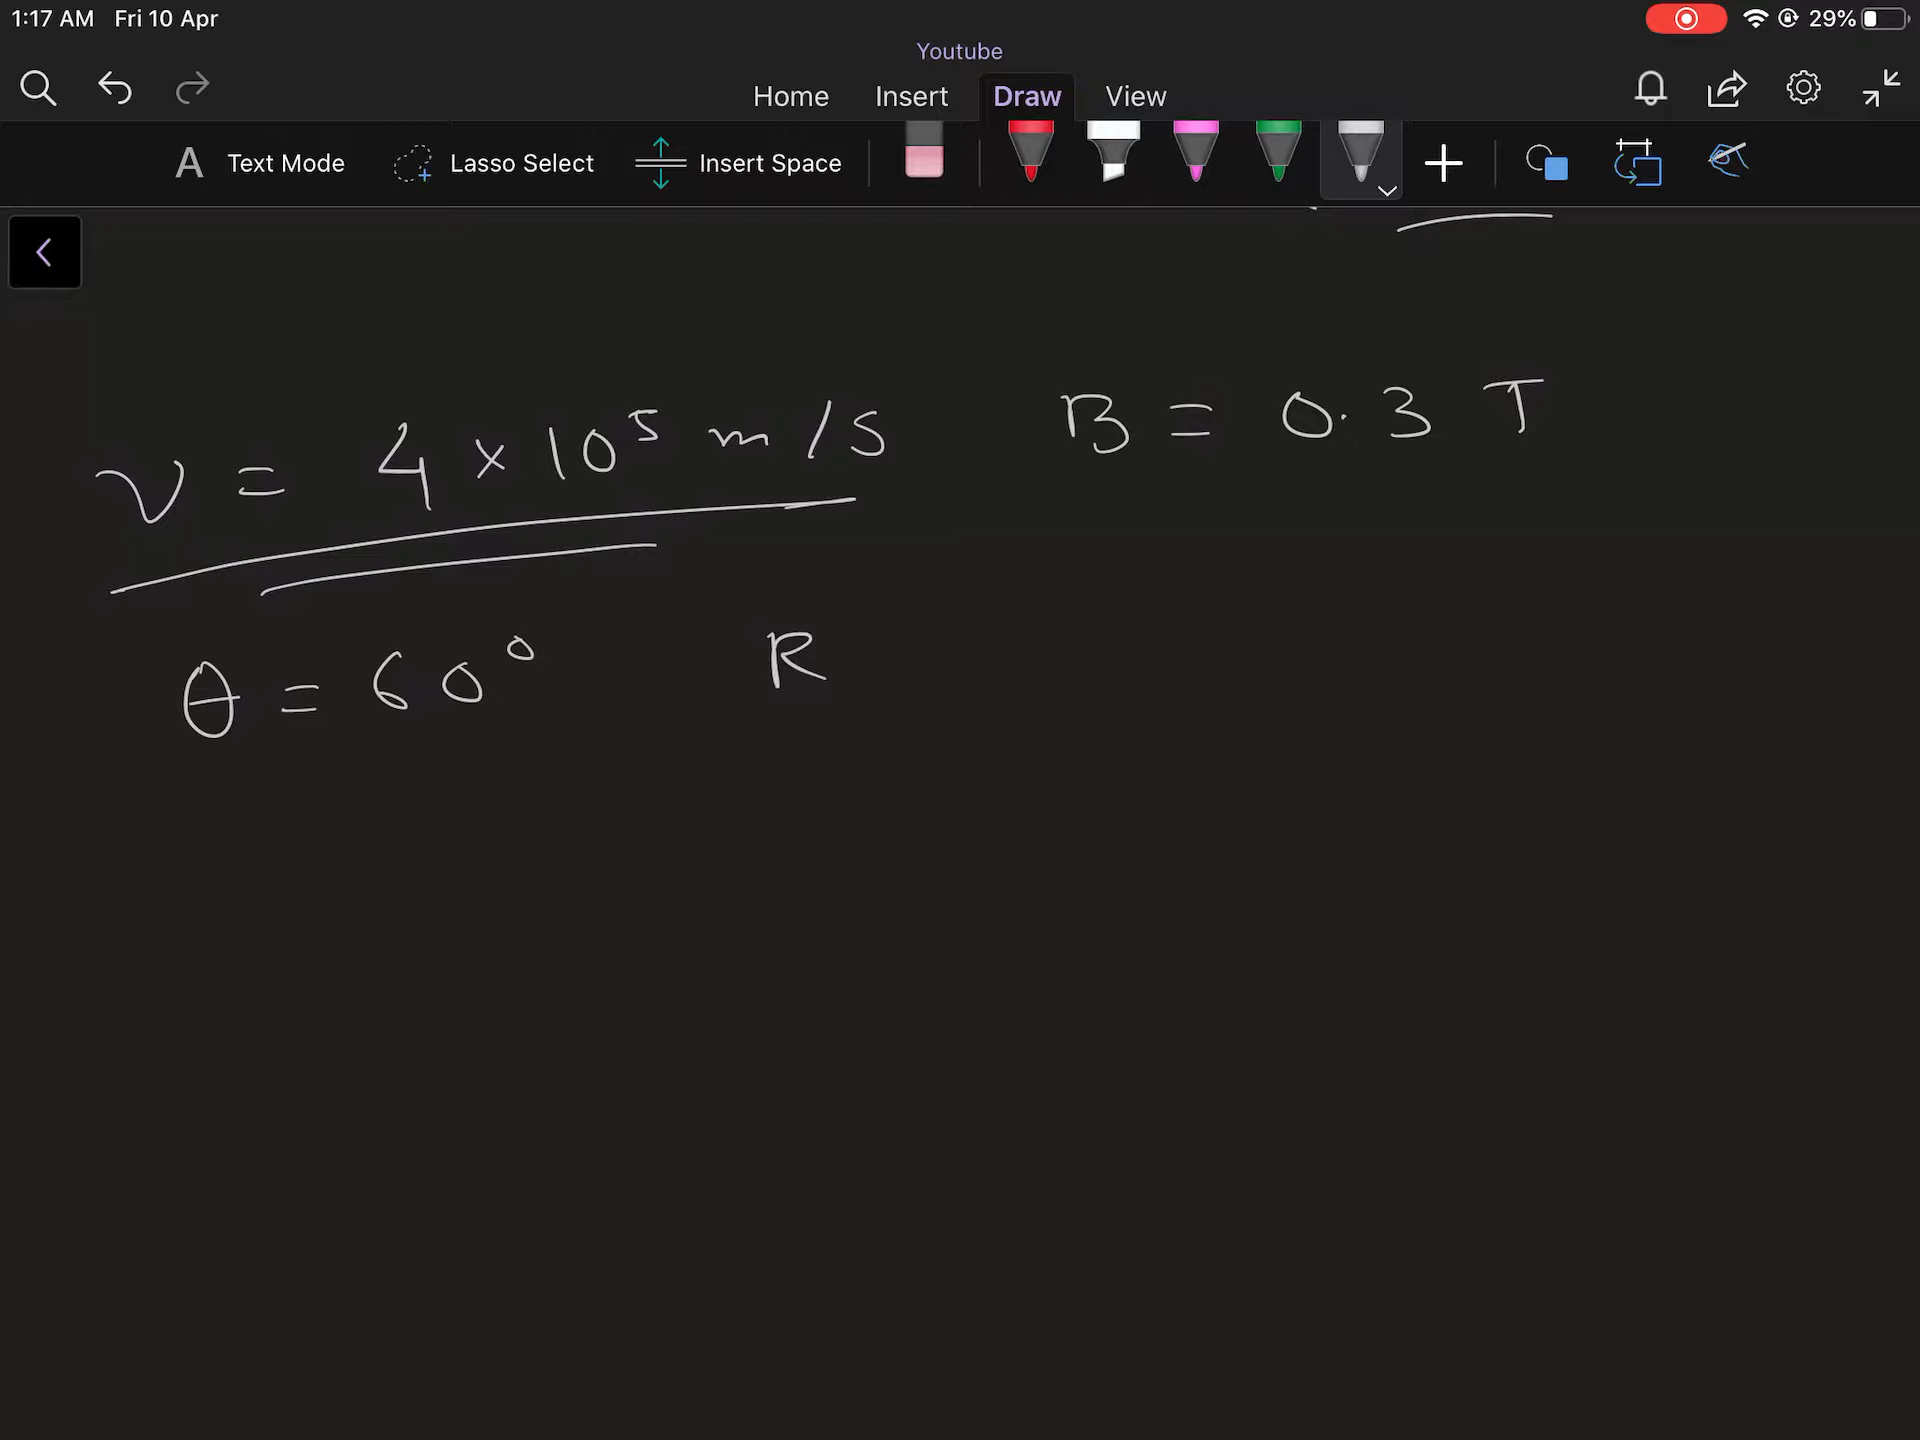 1:17 AM Fri 10 Apr 29%
Youtube
Home Insert Draw View
A Text Mode Lasso Select Insert Space
v = 4 × 10⁵ m/s B = 0.3 T
θ = 60° R